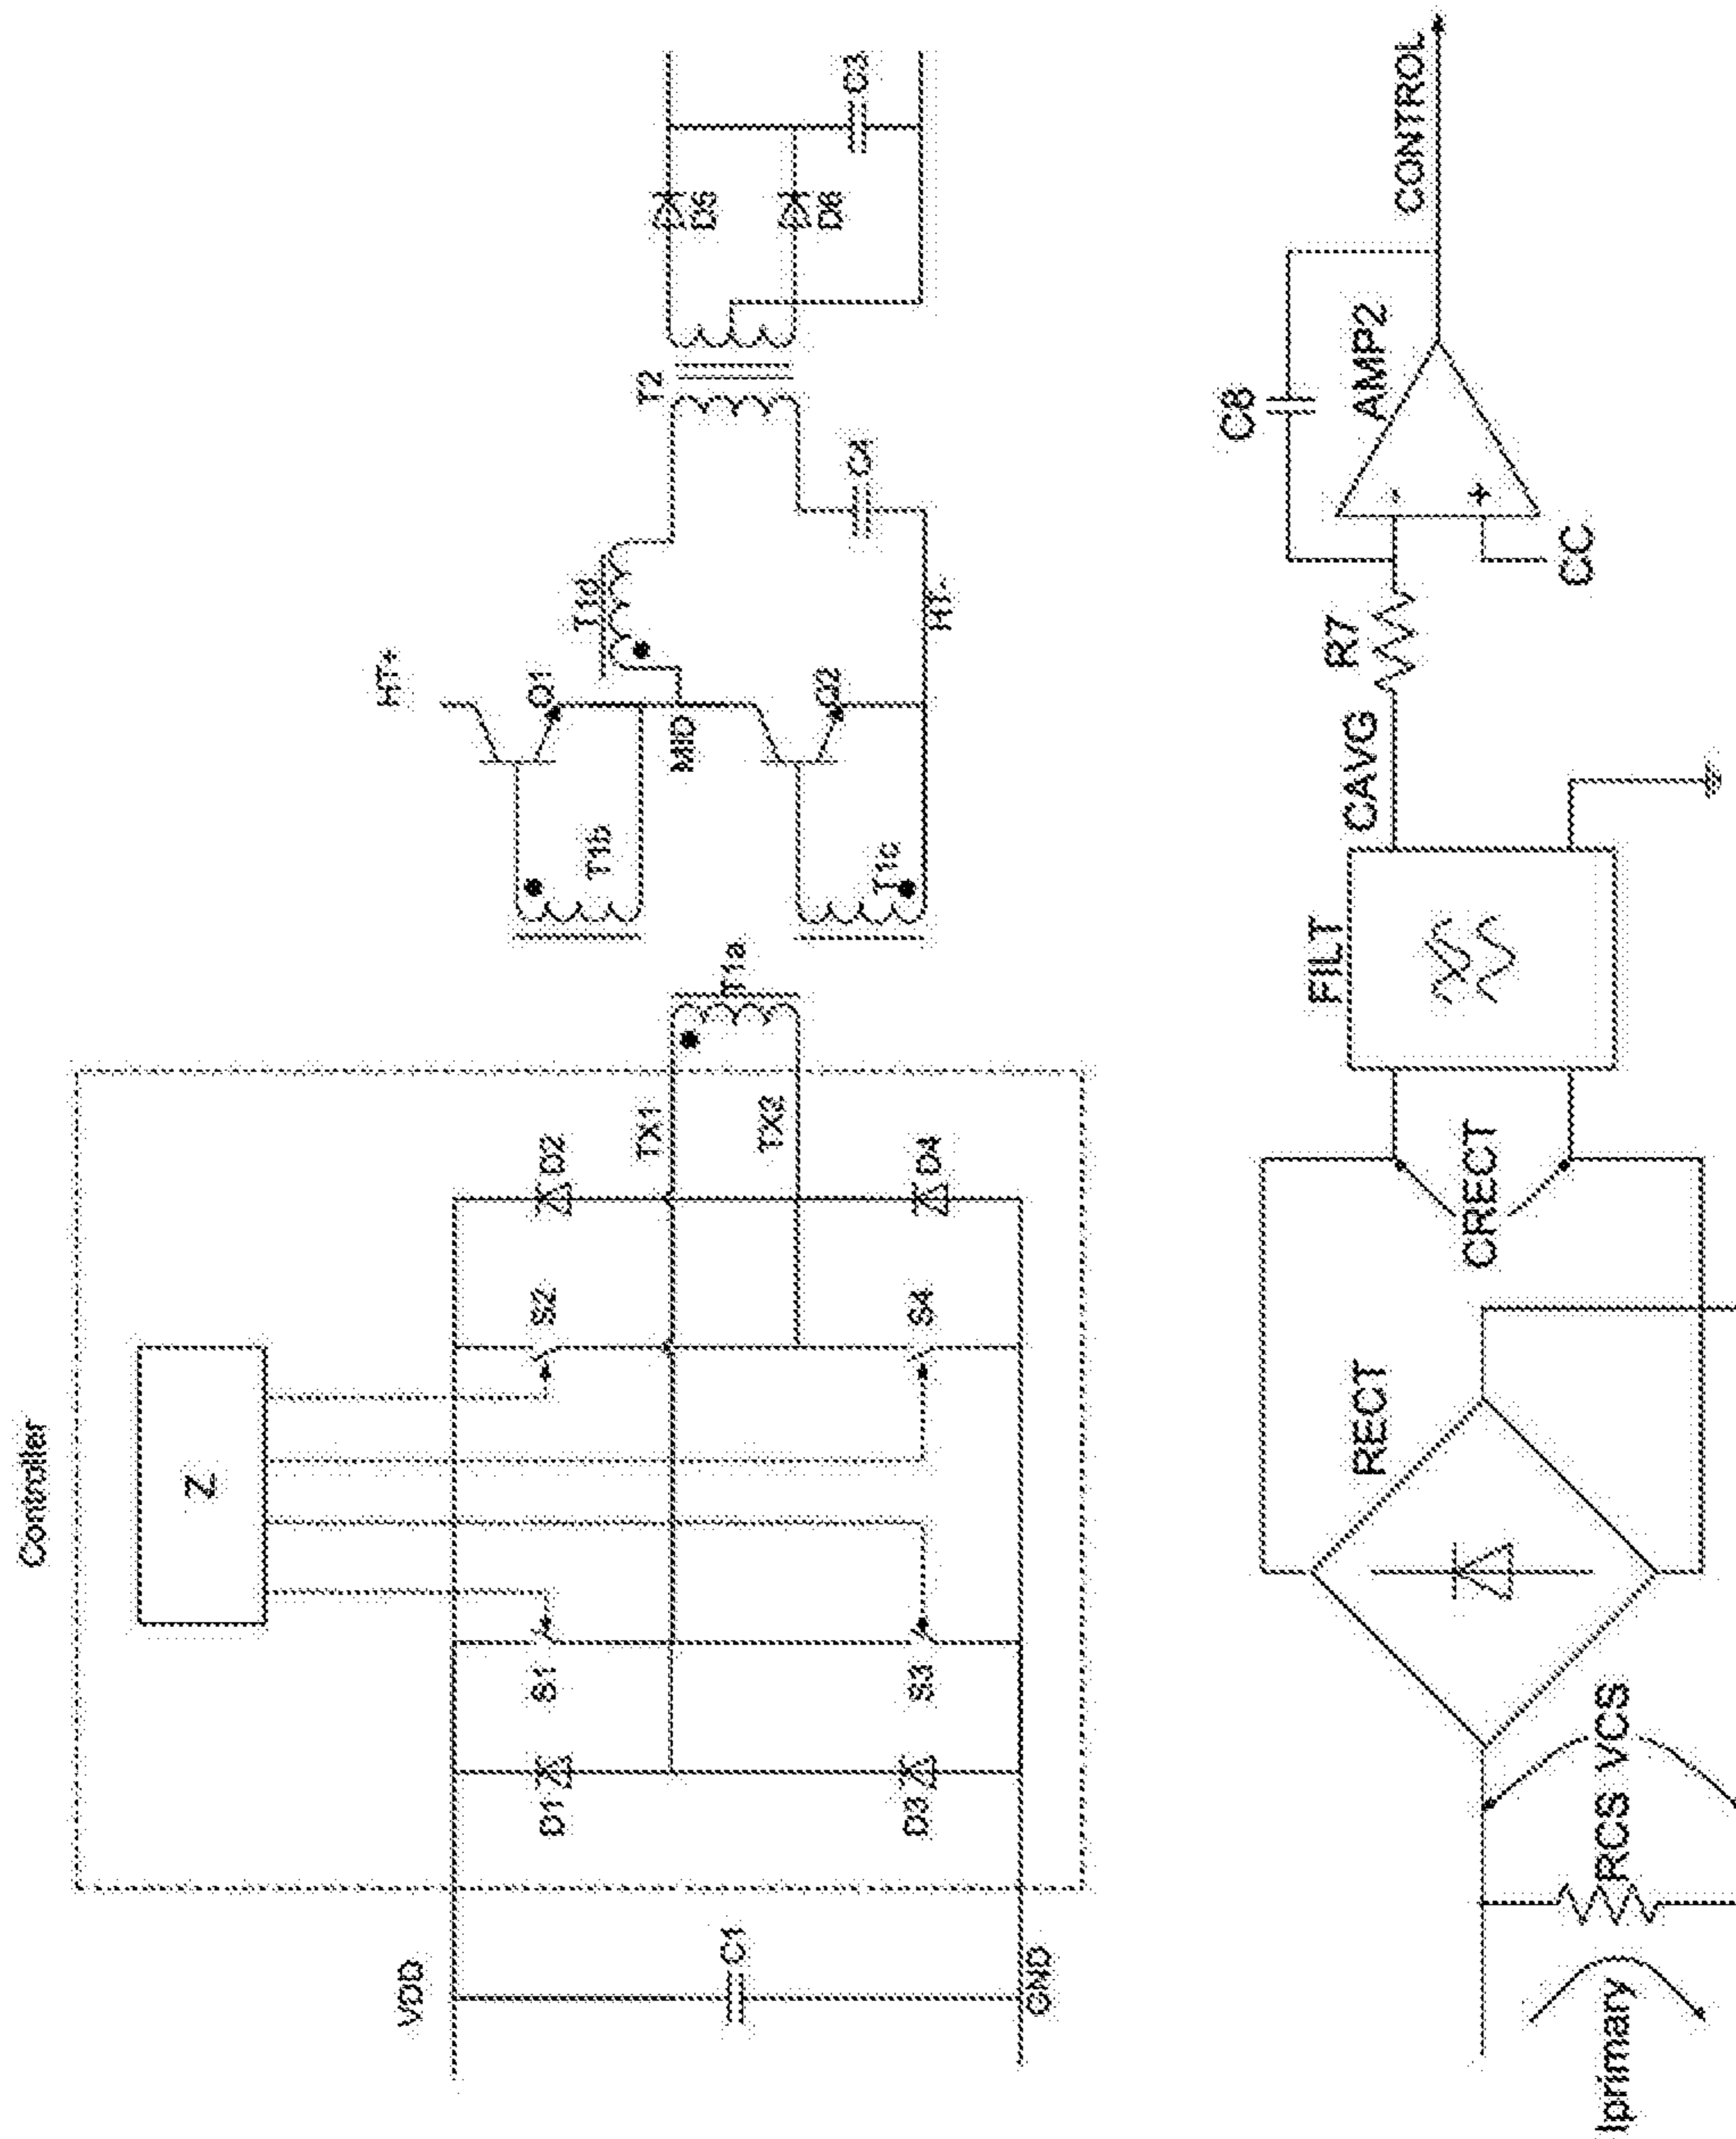 Controller
Z
VDD
C1
GND
D1
D3
S1
S3
S2
S4
D2
D4
TX1
TX2
T1a
T1b
T1c
HT+
Q1
MID
Q2
T1d
HT-
C4
T2
D5
D6
C3
Iprimary
RCS
VCS
RECT
CRECT
FILT
CAVG
R7
C8
AMP2
-
+
CC
CONTROL